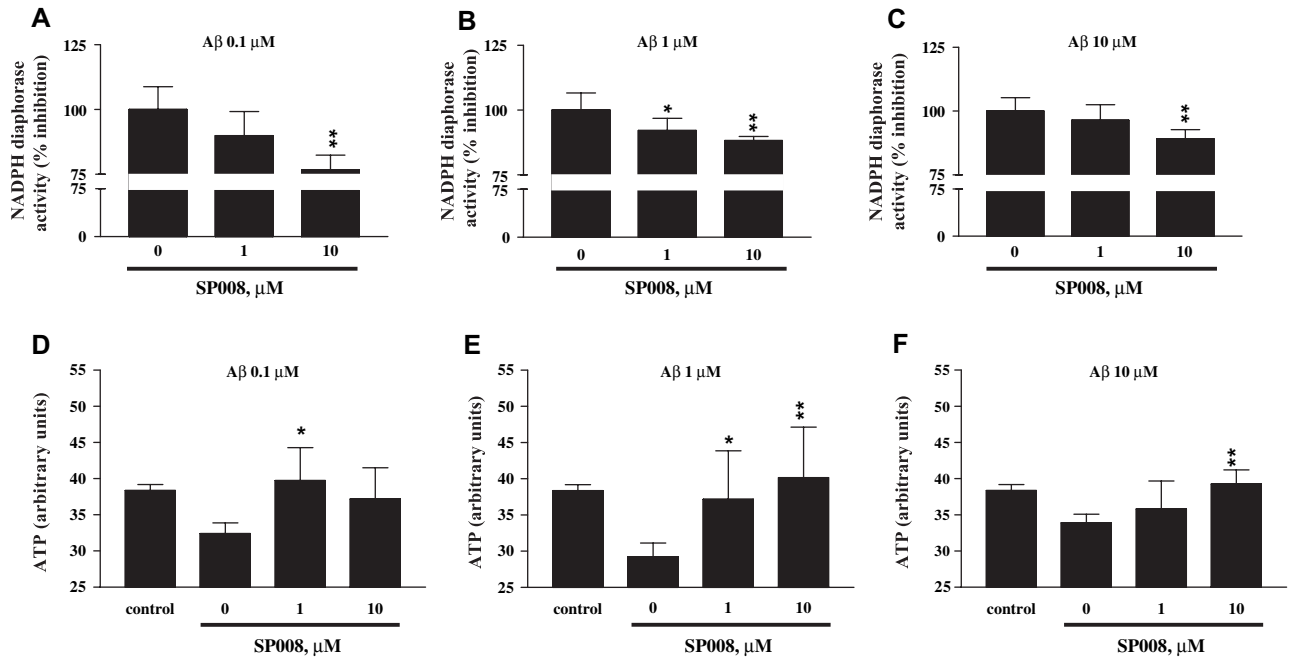 A
Aβ 0.1 μM
NADPH diaphorase
activity (% inhibition)
125
100
75
75
0
**
0 1 10
SP008, μM
B
Aβ 1 μM
NADPH diaphorase
activity (% inhibition)
125
100
75
75
0
*
**
0 1 10
SP008, μM
C
Aβ 10 μM
NADPH diaphorase
activity (% inhibition)
125
100
75
75
0
**
0 1 10
SP008, μM
D
Aβ 0.1 μM
ATP (arbitrary units)
55
50
45
40
35
30
25
*
control 0 1 10
SP008, μM
E
Aβ 1 μM
ATP (arbitrary units)
55
50
45
40
35
30
25
*
**
control 0 1 10
SP008, μM
F
Aβ 10 μM
ATP (arbitrary units)
55
50
45
40
35
30
25
**
control 0 1 10
SP008, μM